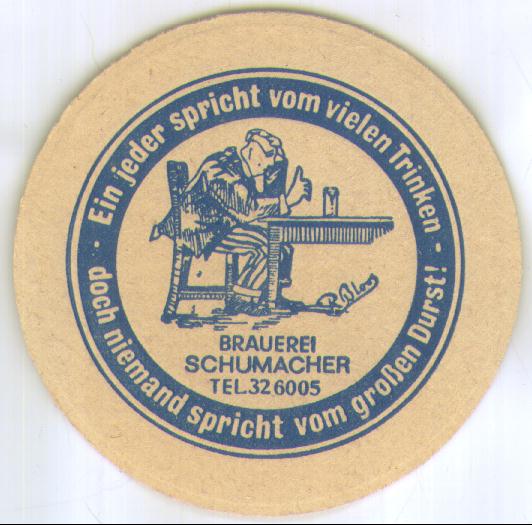 · Ein jeder spricht vom vielen Trinken -
doch niemand spricht vom großen Durst!
BRAUEREI
SCHUMACHER
TEL.32 6005